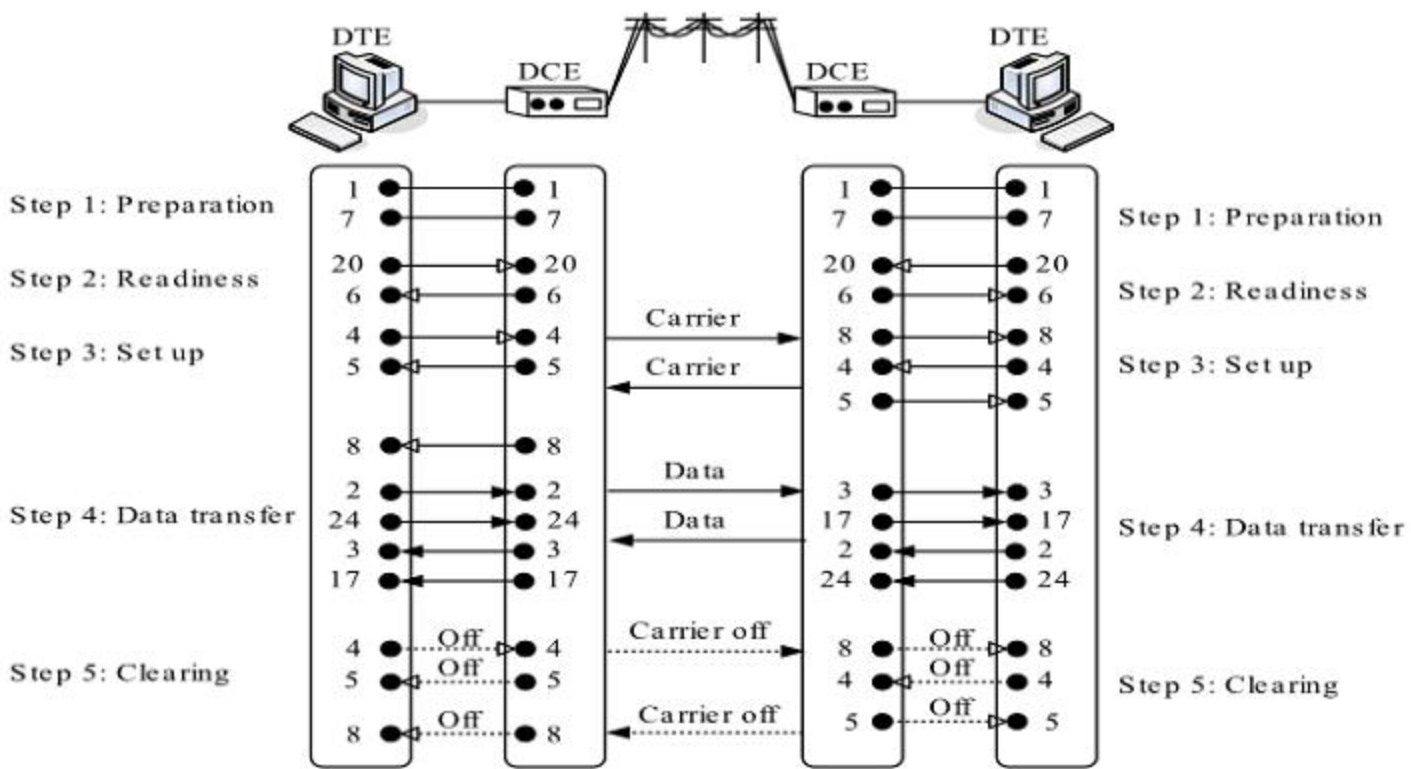 DTE
DTE
DCE
DCE
1 1 1 1
Step 1: Preparation
7 7 7 7
Step 1: Preparation
20 20 20 20
Step 2: Readiness
6 6 6 6
Step 2: Readiness
Carrier
4 4 8 8
Step 3: Set up
5 5 4 4
Step 3: Set up
Carrier
5 5
8 8
Data
2 2 3 3
Step 4: Data transfer
24 24 17 17
Step 4: Data transfer
Data
3 3 2 2
17 17 24 24
Carrier off
4 Off 4 8 Off 8
Step 5: Clearing
5 Off 5 4 Off 4
Step 5: Clearing
Carrier off
8 Off 8 5 Off 5